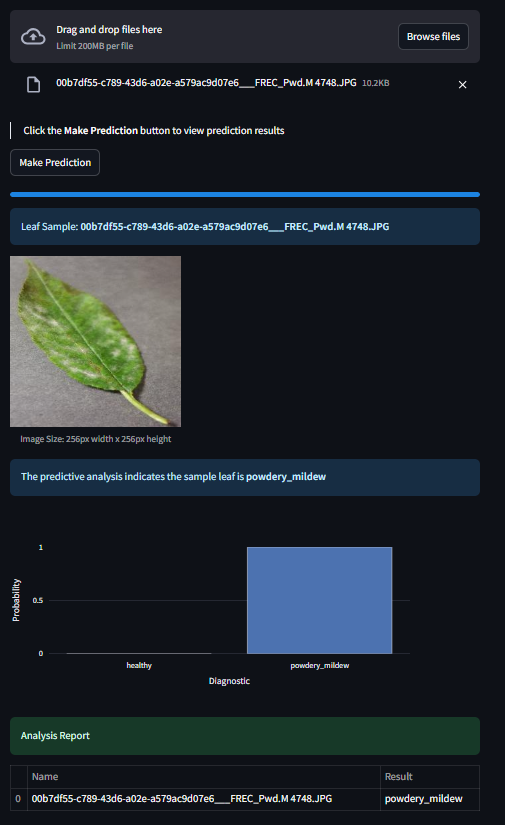 Drag and drop files here
Limit 200MB per file
Browse files
00b7df55-c789-43d6-a02e-a579ac9d07e6___FREC_Pwd.M 4748.JPG 10.2KB
Click the Make Prediction button to view prediction results
Make Prediction
Leaf Sample: 00b7df55-c789-43d6-a02e-a579ac9d07e6___FREC_Pwd.M 4748.JPG
Image Size: 256px width x 256px height
The predictive analysis indicates the sample leaf is powdery_mildew
1
0.5
0
Probability
healthy
powdery_mildew
Diagnostic
Analysis Report
Name Result
0 00b7df55-c789-43d6-a02e-a579ac9d07e6___FREC_Pwd.M 4748.JPG powdery_mildew